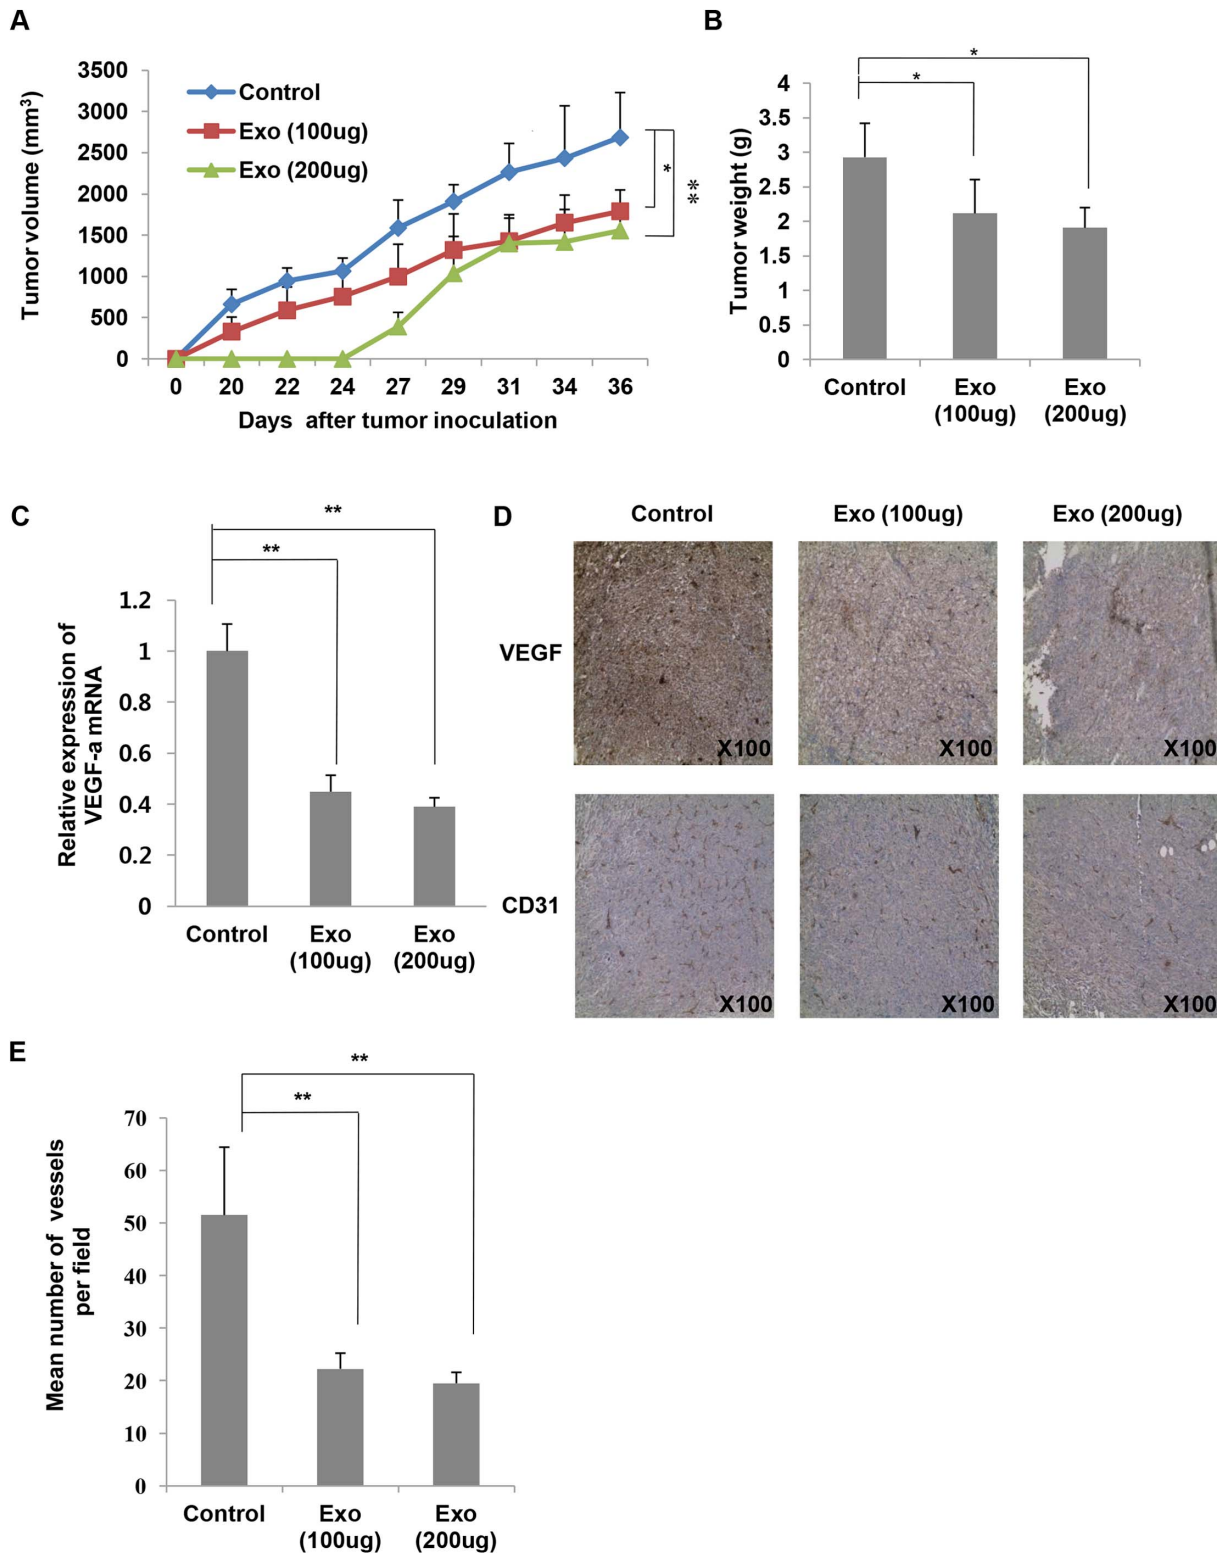 A
Tumor volume (mm³)
3500
3000
2500
2000
1500
1000
500
0
Control
Exo (100ug)
Exo (200ug)
*
**
0 20 22 24 27 29 31 34 36
Days after tumor inoculation
B
*
*
Tumor weight (g)
4
3.5
3
2.5
2
1.5
1
0.5
0
Control Exo Exo
(100ug) (200ug)
C
**
**
Relative expression of
VEGF-a mRNA
1.2
1
0.8
0.6
0.4
0.2
0
Control Exo Exo
(100ug) (200ug)
D
Control Exo (100ug) Exo (200ug)
VEGF
X100 X100 X100
CD31
X100 X100 X100
E
**
**
Mean number of vessels
per field
70
60
50
40
30
20
10
0
Control Exo Exo
(100ug) (200ug)